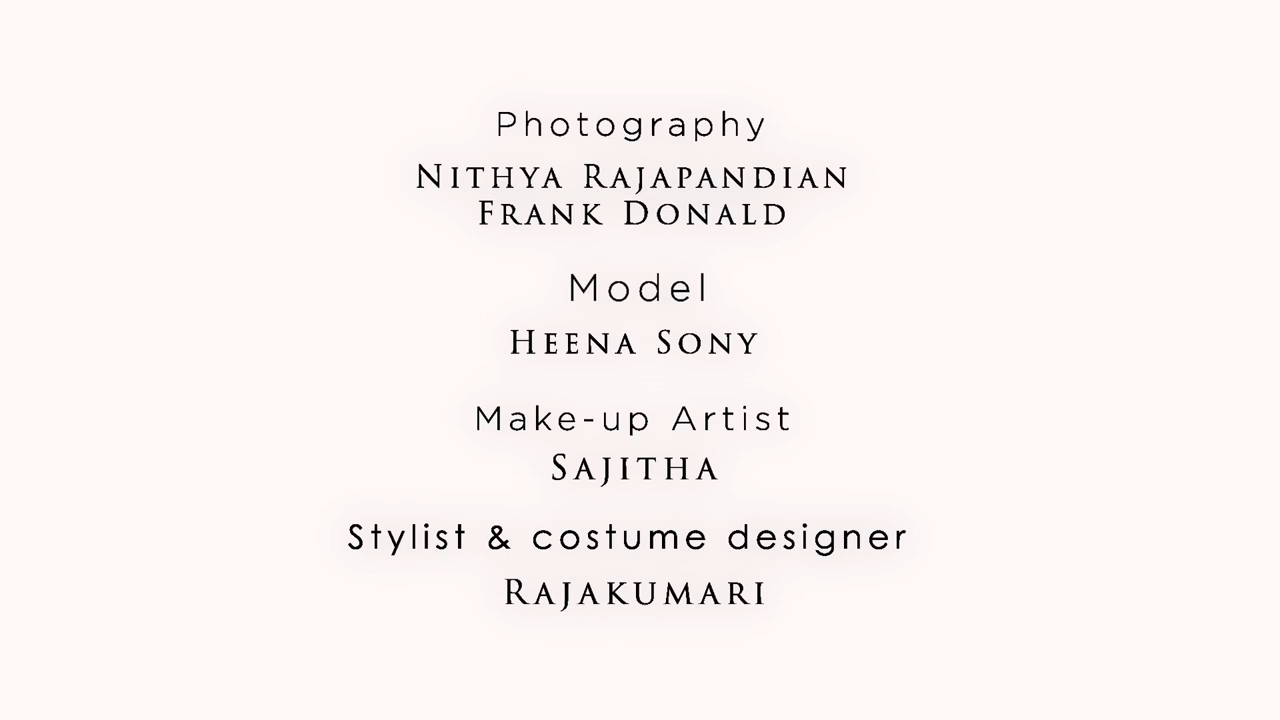 Photography
NITHYA RAJAPANDIAN
FRANK DONALD
Model
HEENA SONY
Make-up Artist
SAJITHA
Stylist & costume designer
RAJAKUMARI